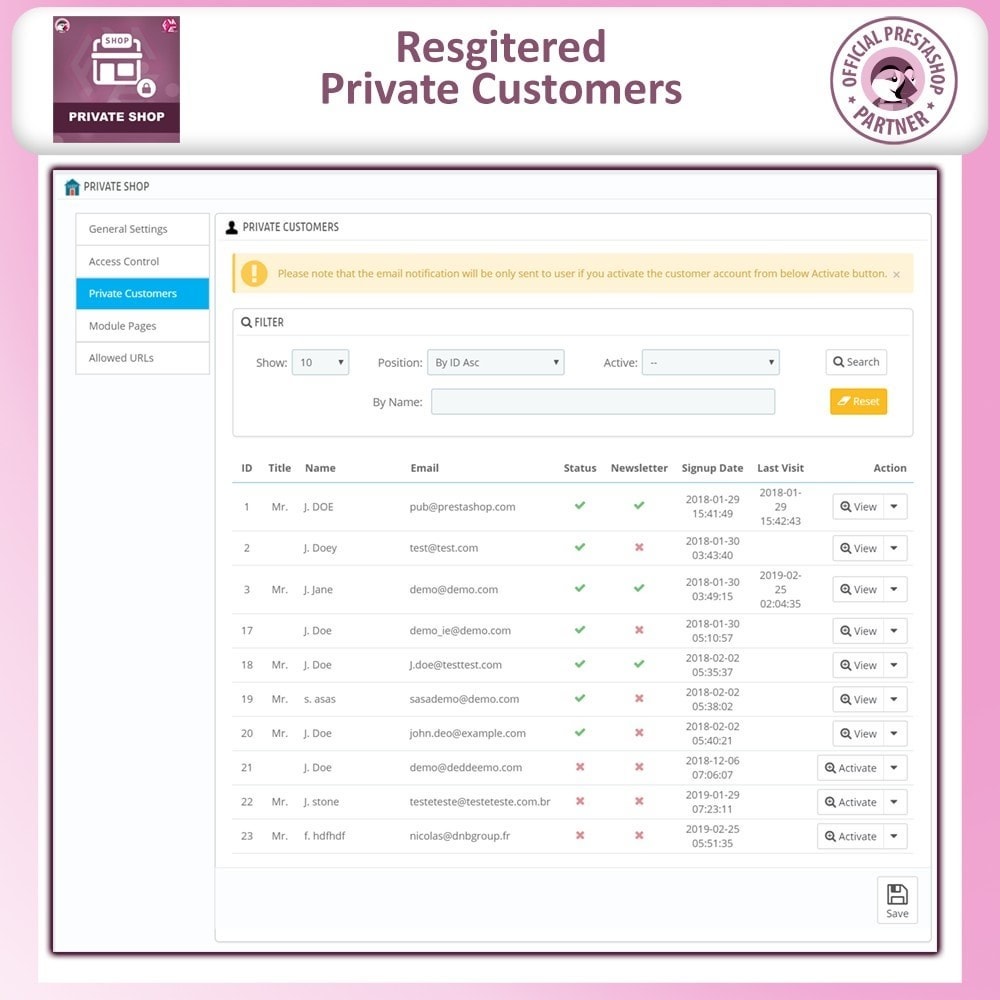 SHOP
PRIVATE SHOP
Resgitered
Private Customers
OFFICIAL PRESTASHOP
PARTNER
PRIVATE SHOP
General Settings
Access Control
Private Customers
Module Pages
Allowed URLs
PRIVATE CUSTOMERS
Please note that the email notification will be only sent to user if you activate the customer account from below Activate button. ×
FILTER
Show: 10 Position: By ID Asc Active: -- Search
By Name: Reset
ID Title Name Email Status Newsletter Signup Date Last Visit Action
1 Mr. J. DOE pub@prestashop.com 2018-01-29 15:41:49 2018-01-29 15:42:43 View
2 J. Doey test@test.com 2018-01-30 03:43:40 View
3 Mr. J. Jane demo@demo.com 2018-01-30 03:49:15 2019-02-25 02:04:35 View
17 J. Doe demo_ie@demo.com 2018-01-30 05:10:57 View
18 Mr. J. Doe J.doe@testtest.com 2018-02-02 05:35:37 View
19 Mr. s. asas sasademo@demo.com 2018-02-02 05:38:02 View
20 Mr. J. Doe john.deo@example.com 2018-02-02 05:40:21 View
21 J. Doe demo@deddeemo.com 2018-12-06 07:06:07 Activate
22 Mr. J. stone testeteste@testeteste.com.br 2019-01-29 07:23:11 Activate
23 Mr. f. hdfhdf nicolas@dnbgroup.fr 2019-02-25 05:51:35 Activate
Save